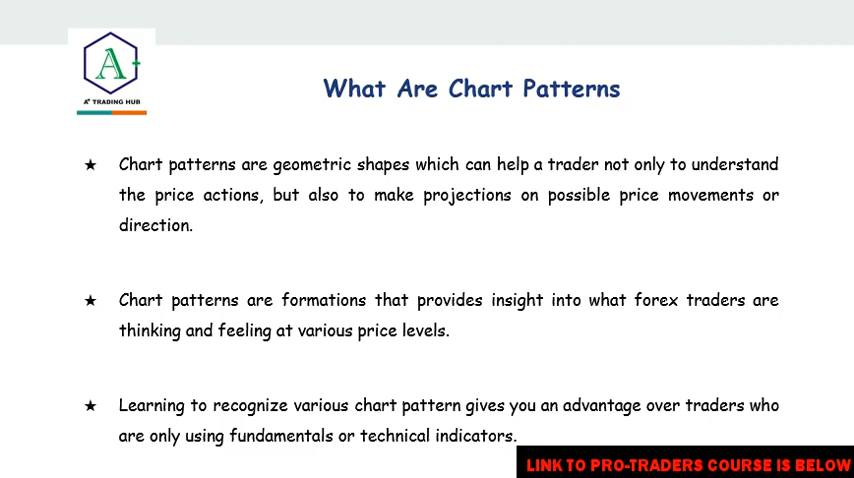 A+
A+ TRADING HUB
What Are Chart Patterns
★ Chart patterns are geometric shapes which can help a trader not only to understand
the price actions, but also to make projections on possible price movements or
direction.
★ Chart patterns are formations that provides insight into what forex traders are
thinking and feeling at various price levels.
★ Learning to recognize various chart pattern gives you an advantage over traders who
are only using fundamentals or technical indicators.
LINK TO PRO-TRADERS COURSE IS BELOW